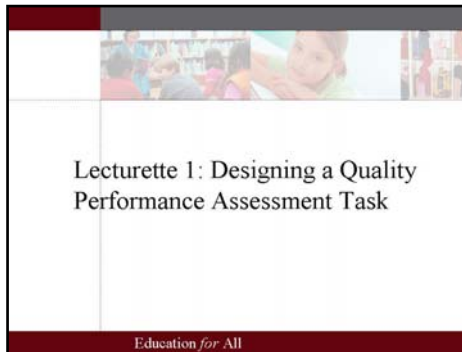 Lecturette 1: Designing a Quality
Performance Assessment Task
Education for All